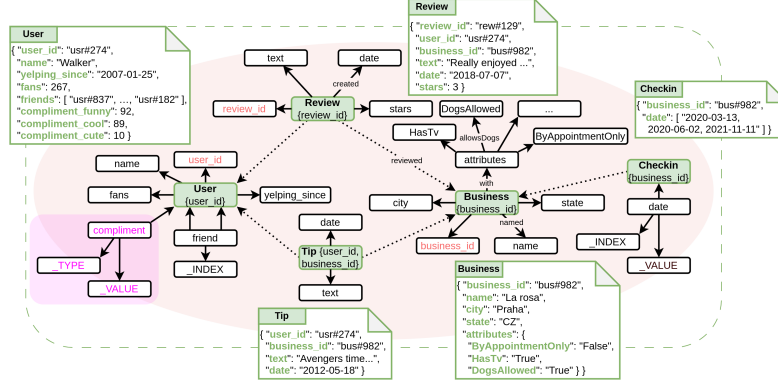 User
{ "user_id": "usr#274",
"name": "Walker",
"yelping_since": "2007-01-25",
"fans": 267,
"friends": [ "usr#837", …, "usr#182" ],
"compliment_funny": 92,
"compliment_cool": 89,
"compliment_cute": 10 }
Review
{ "review_id": "rew#129",
"user_id": "usr#274",
"business_id": "bus#982",
"text": "Really enjoyed ...",
"date": "2018-07-07",
"stars": 3 }
Checkin
{ "business_id": "bus#982",
"date": [ "2020-03-13,
2020-06-02, 2021-11-11" ] }
text
date
created
review_id
Review
{review_id}
stars
DogsAllowed
...
HasTv
allowsDogs
ByAppointmentOnly
attributes
reviewed
with
name
user_id
fans
User
{user_id}
yelping_since
compliment
friend
_TYPE
_INDEX
_VALUE
date
Tip {user_id,
business_id}
text
city
Business
{business_id}
state
named
business_id
name
Checkin
{business_id}
date
_INDEX
_VALUE
Tip
{ "user_id": "usr#274",
"business_id": "bus#982",
"text": "Avengers time...",
"date": "2012-05-18" }
Business
{ "business_id": "bus#982",
"name": "La rosa",
"city": "Praha",
"state": "CZ",
"attributes": {
"ByAppointmentOnly": "False",
"HasTv": "True",
"DogsAllowed": "True" } }